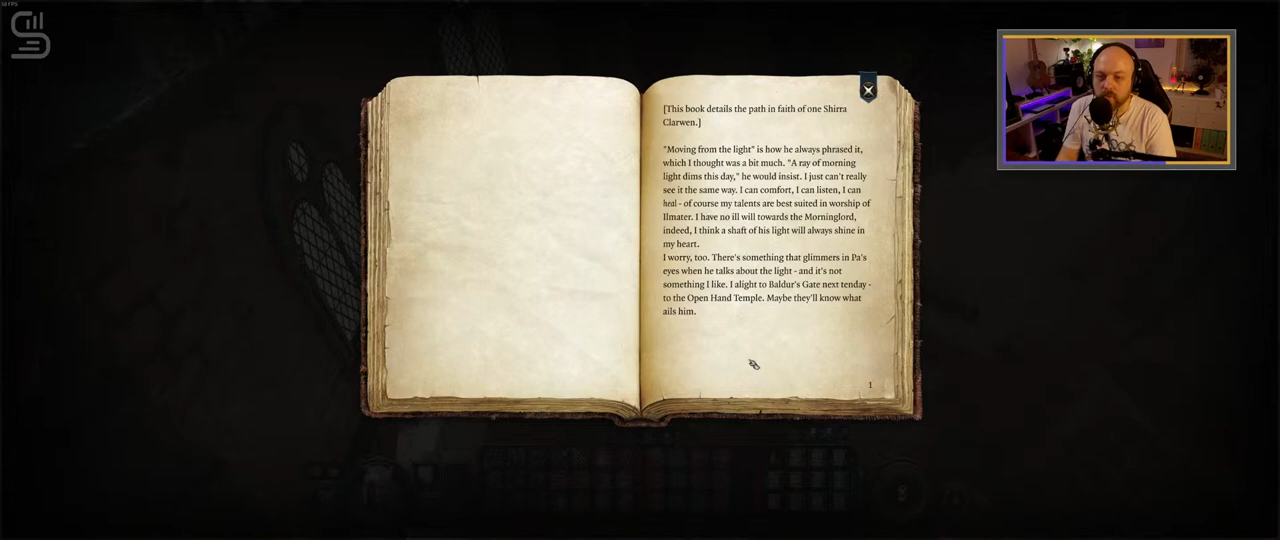 [This book details the path in faith of one Shirra
Clarwen.]
"Moving from the light" is how he always phrased it,
which I thought was a bit much. "A ray of morning
light dims this day," he would insist. I just can't really
see it the same way. I can comfort, I can listen, I can
heal - of course my talents are best suited in worship of
Ilmater. I have no ill will towards the Morninglord,
indeed, I think a shaft of his light will always shine in
my heart.
I worry, too. There's something that glimmers in Pa's
eyes when he talks about the light - and it's not
something I like. I alight to Baldur's Gate next tenday -
to the Open Hand Temple. Maybe they'll know what
ails him.
1